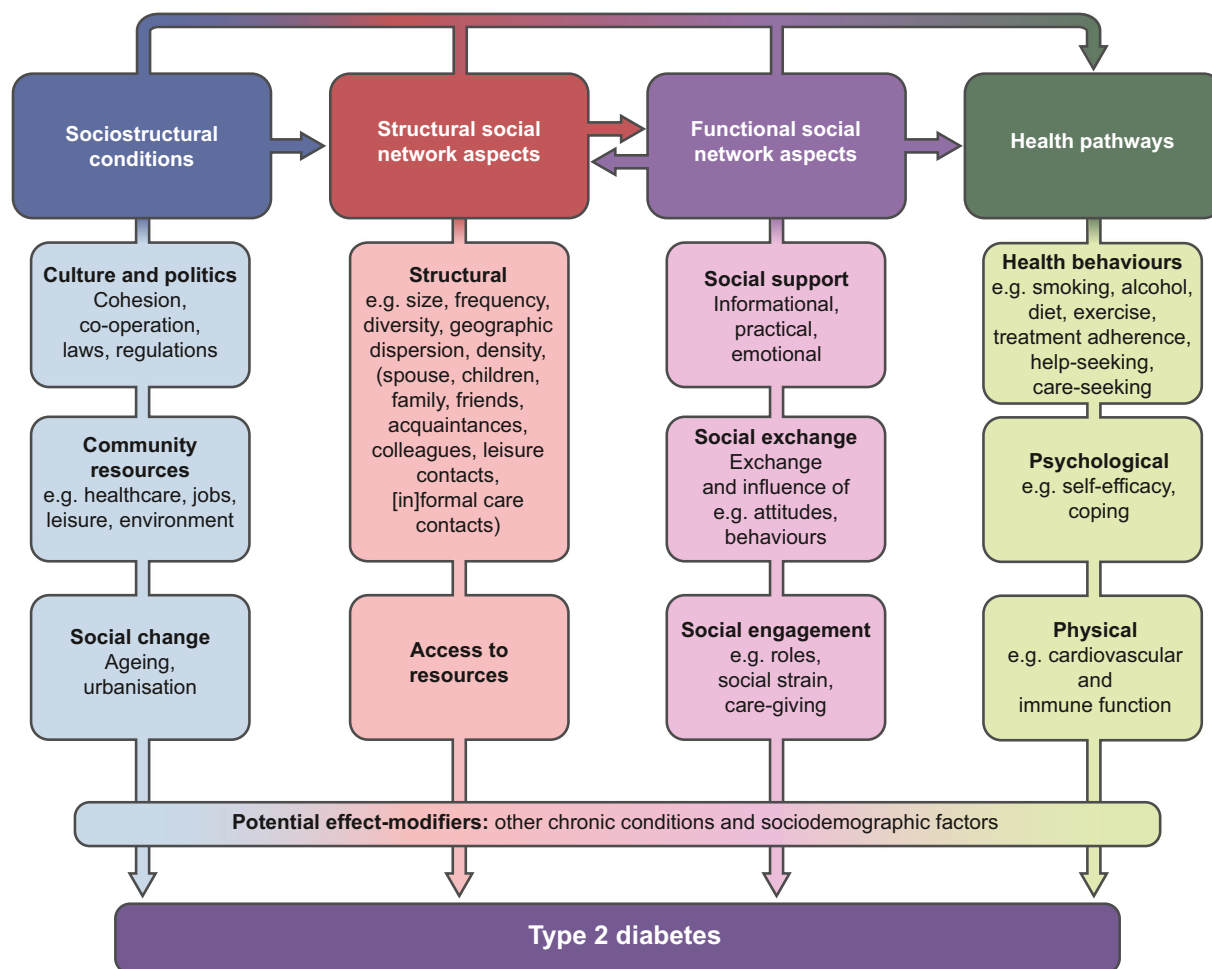 Sociostructural
conditions
Structural social
network aspects
Functional social
network aspects
Health pathways
Culture and politics
Cohesion,
co-operation,
laws, regulations
Community
resources
e.g. healthcare, jobs,
leisure, environment
Social change
Ageing,
urbanisation
Structural
e.g. size, frequency,
diversity, geographic
dispersion, density,
(spouse, children,
family, friends,
acquaintances,
colleagues, leisure
contacts,
[in]formal care
contacts)
Access to
resources
Social support
Informational,
practical,
emotional
Social exchange
Exchange
and influence of
e.g. attitudes,
behaviours
Social engagement
e.g. roles,
social strain,
care-giving
Health behaviours
e.g. smoking, alcohol,
diet, exercise,
treatment adherence,
help-seeking,
care-seeking
Psychological
e.g. self-efficacy,
coping
Physical
e.g. cardiovascular
and
immune function
Potential effect-modifiers: other chronic conditions and sociodemographic factors
Type 2 diabetes